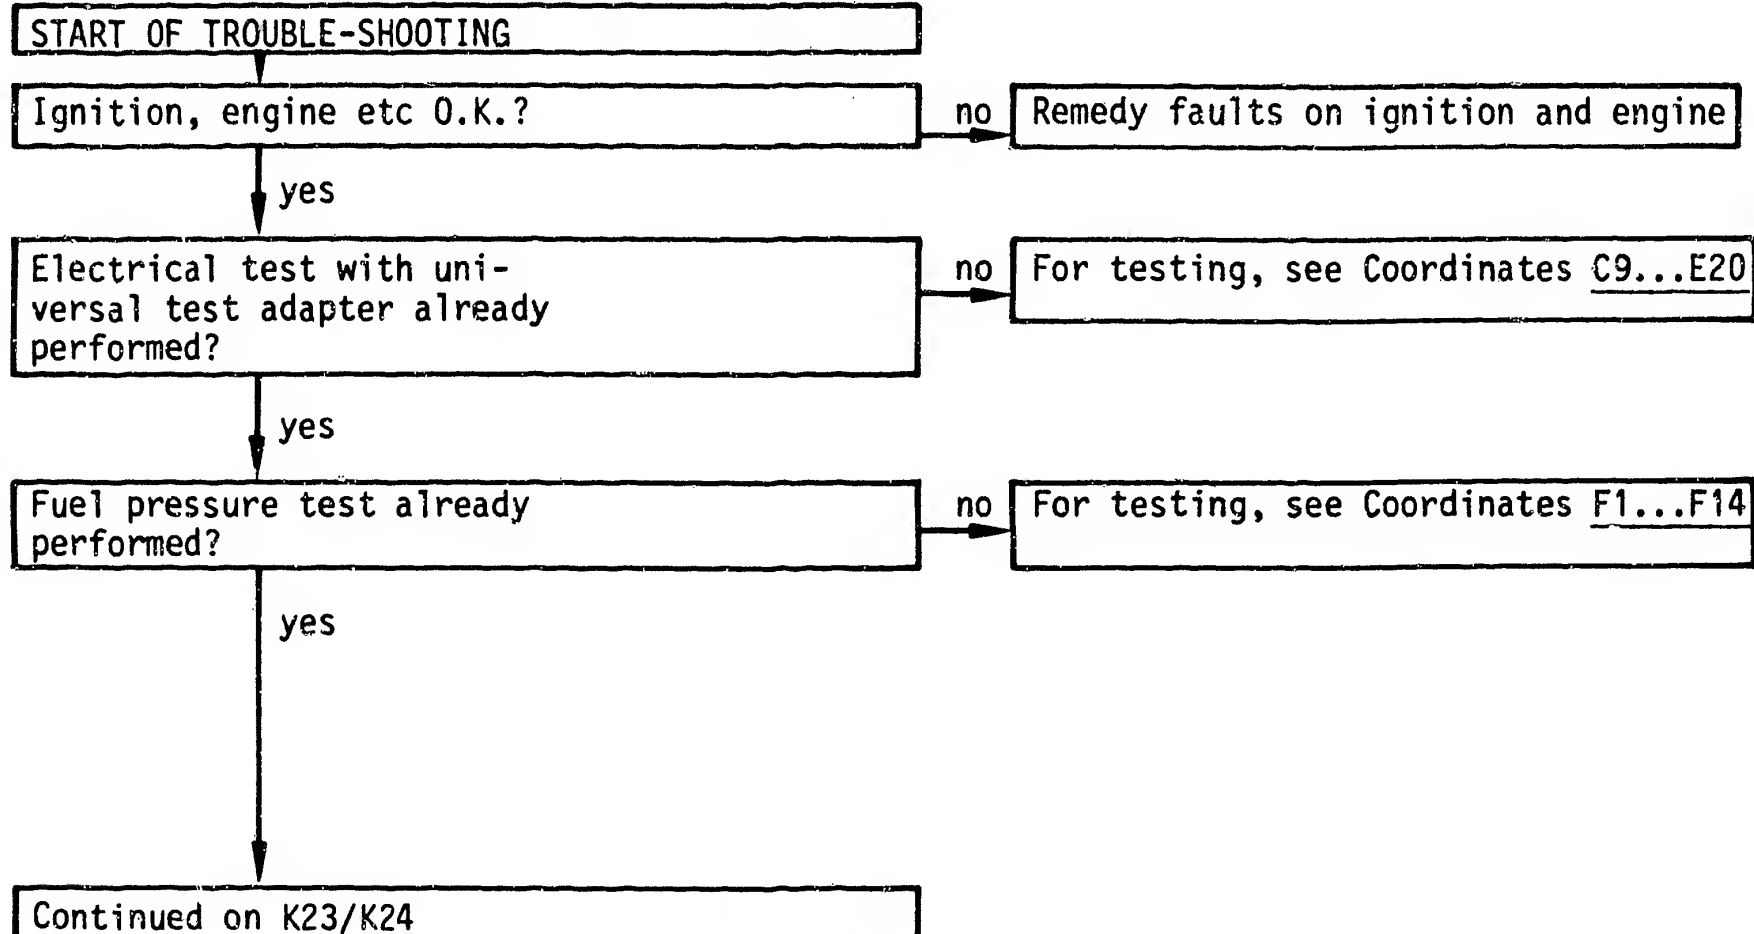 START OF TROUBLE-SHOOTING
Ignition, engine etc O.K.?
no
Remedy faults on ignition and engine
yes
Electrical test with uni-
versal test adapter already
performed?
no
For testing, see Coordinates C9...E20
yes
Fuel pressure test already
performed?
no
For testing, see Coordinates F1...F14
yes
Continued on K23/K24